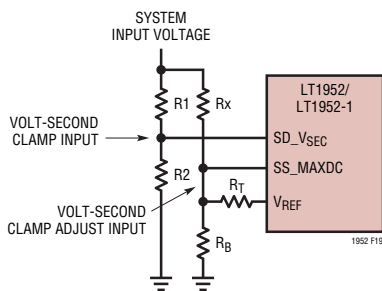 SYSTEM
INPUT VOLTAGE
R1
Rx
LT1952/
LT1952-1
VOLT-SECOND
CLAMP INPUT
SD_VSEC
SS_MAXDC
R2
RT
VREF
VOLT-SECOND
CLAMP ADJUST INPUT
RB
1952 F19